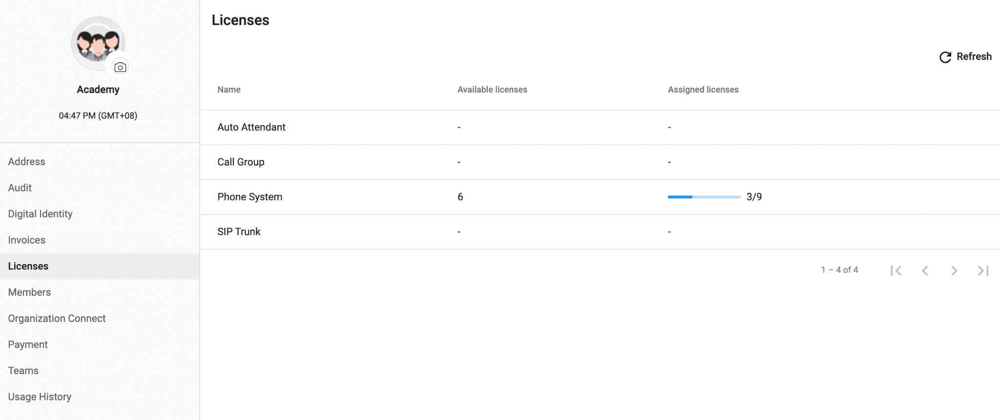 Academy
04:47 PM (GMT+08)
Address
Audit
Digital Identity
Invoices
Licenses
Members
Organization Connect
Payment
Teams
Usage History
Licenses
Refresh
Name Available licenses Assigned licenses
Auto Attendant - -
Call Group - -
Phone System 6 3/9
SIP Trunk - -
1 – 4 of 4